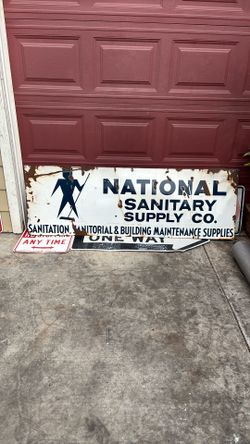 NATIONAL
SANITARY
SUPPLY CO.
SANITATION, JANITORIAL & BUILDING MAINTENANCE SUPPLIES
ONE WAY
ANY TIME